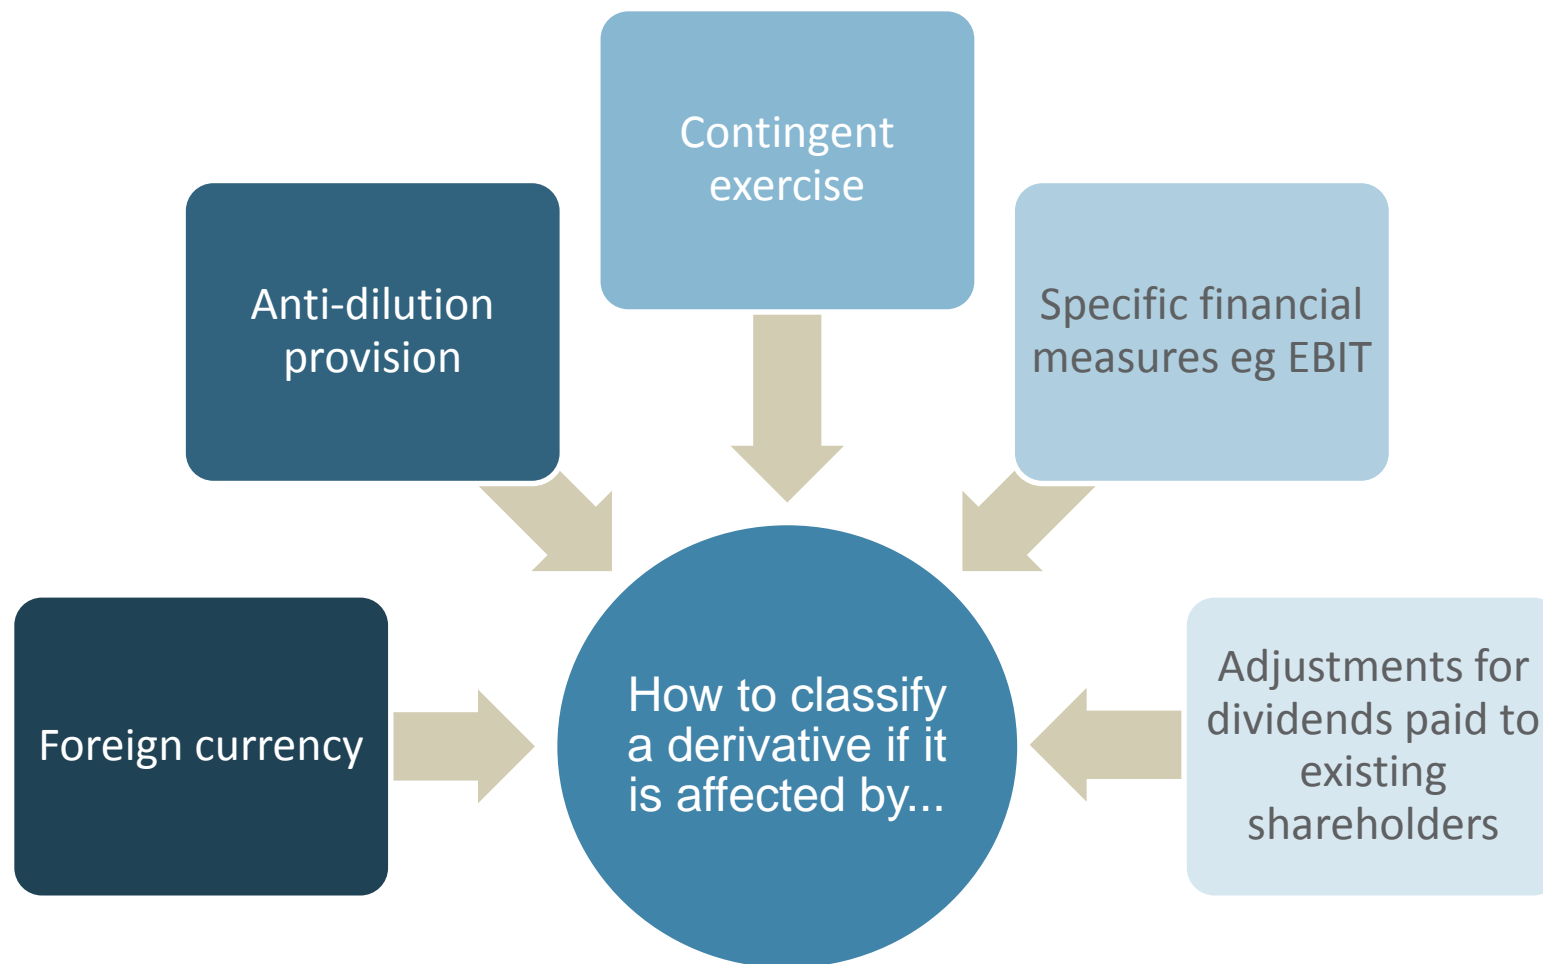 Contingent
exercise
Anti-dilution
provision
Specific financial
measures eg EBIT
Foreign currency
How to classify
a derivative if it
is affected by...
Adjustments for
dividends paid to
existing
shareholders